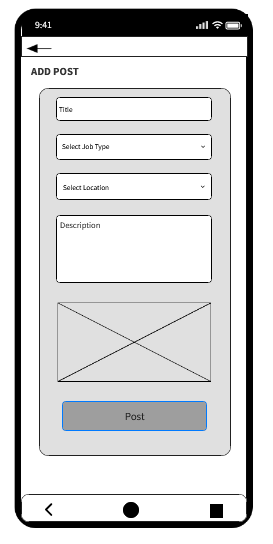 9:41
ADD POST
Title
Select Job Type
Select Location
Description
Post